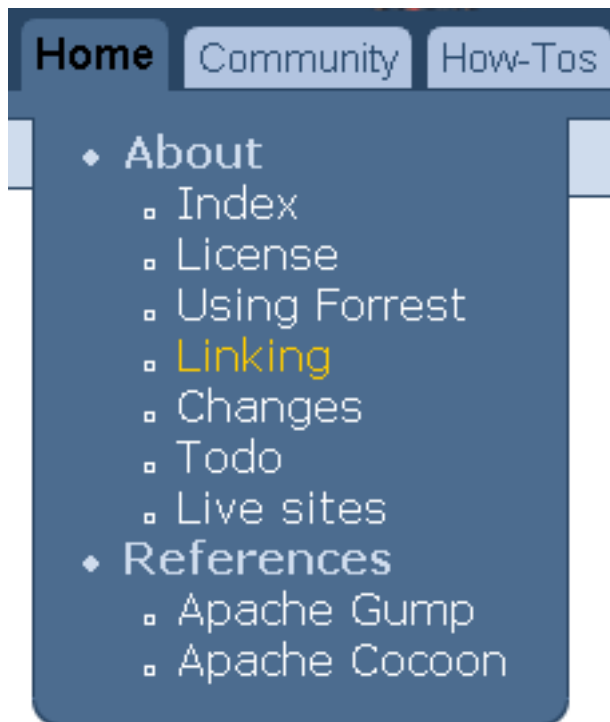 Home Community How-Tos
About
Index
License
Using Forrest
Linking
Changes
Todo
Live sites
References
Apache Gump
Apache Cocoon